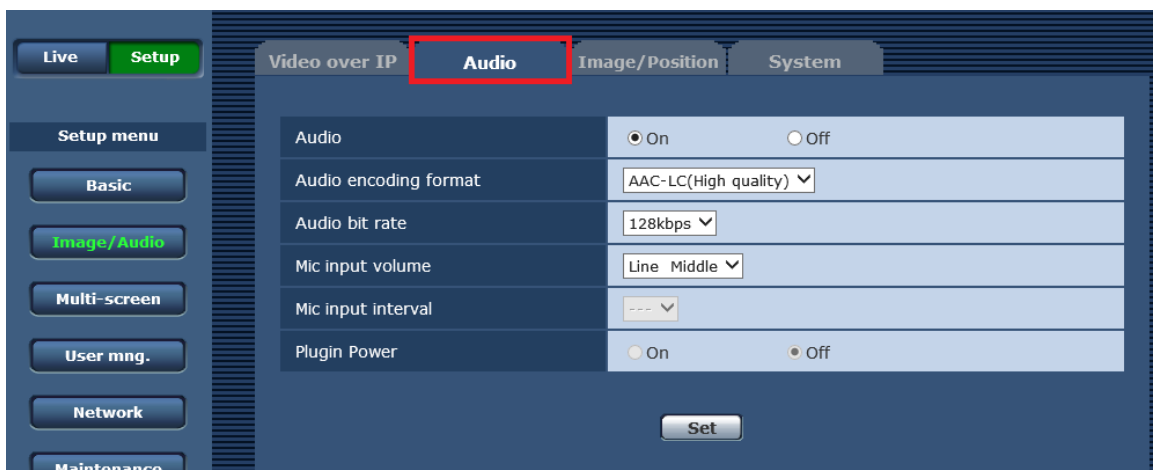 Live Setup
Video over IP Audio Image/Position System
Setup menu
Basic
Image/Audio
Multi-screen
User mng.
Network
Maintenance
Audio On Off
Audio encoding format AAC-LC(High quality)
Audio bit rate 128kbps
Mic input volume Line Middle
Mic input interval ---
Plugin Power On Off
Set